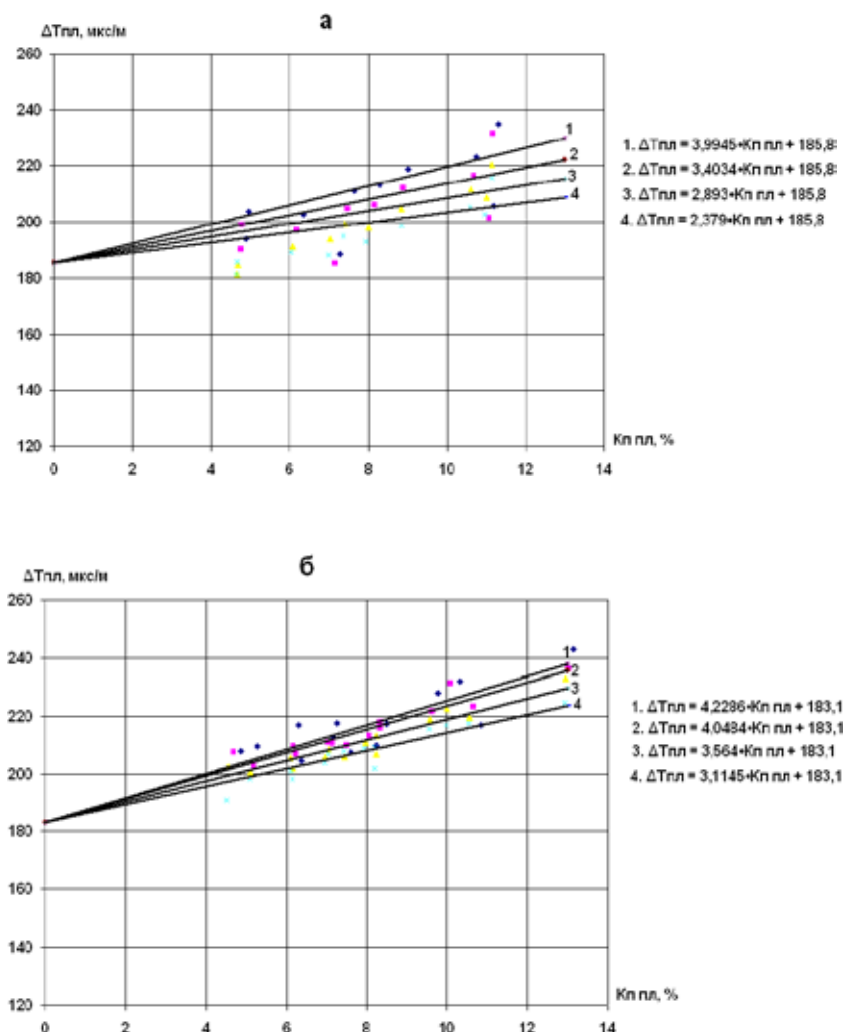 а
ΔТпл, мкс/м
260
240
220
200
180
160
140
120
0 2 4 6 8 10 12 14
Кп пл, %
1
2
3
4
1. ΔТпл = 3,9945*Кп пл + 185,8
2. ΔТпл = 3,4034*Кп пл + 185,8
3. ΔТпл = 2,893*Кп пл + 185,8
4. ΔТпл = 2,379*Кп пл + 185,8
б
ΔТпл, мкс/м
260
240
220
200
180
160
140
120
0 2 4 6 8 10 12 14
Кп пл, %
1
2
3
4
1. ΔТпл = 4,2286*Кп пл + 183,1
2. ΔТпл = 4,0484*Кп пл + 183,1
3. ΔТпл = 3,564*Кп пл + 183,1
4. ΔТпл = 3,1145*Кп пл + 183,1